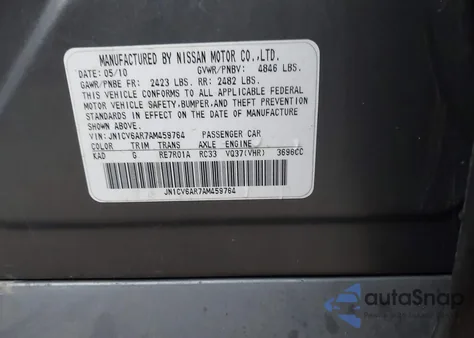 MANUFACTURED BY NISSAN MOTOR CO.,LTD.
DATE: 05/10 GVWR/PNBV: 4846 LBS.
GAWR/PNBE FR: 2423 LBS. RR: 2482 LBS.
THIS VEHICLE CONFORMS TO ALL APPLICABLE FEDERAL
MOTOR VEHICLE SAFETY, BUMPER, AND THEFT PREVENTION
STANDARDS IN EFFECT ON THE DATE OF MANUFACTURE
SHOWN ABOVE.
VIN: JN1CV6AR7AM459764 PASSENGER CAR
COLOR TRIM TRANS AXLE ENGINE
KAD G RE7R01A RC33 VQ37(VHR) 3696CC
JN1CV6AR7AM459764
autoSnap